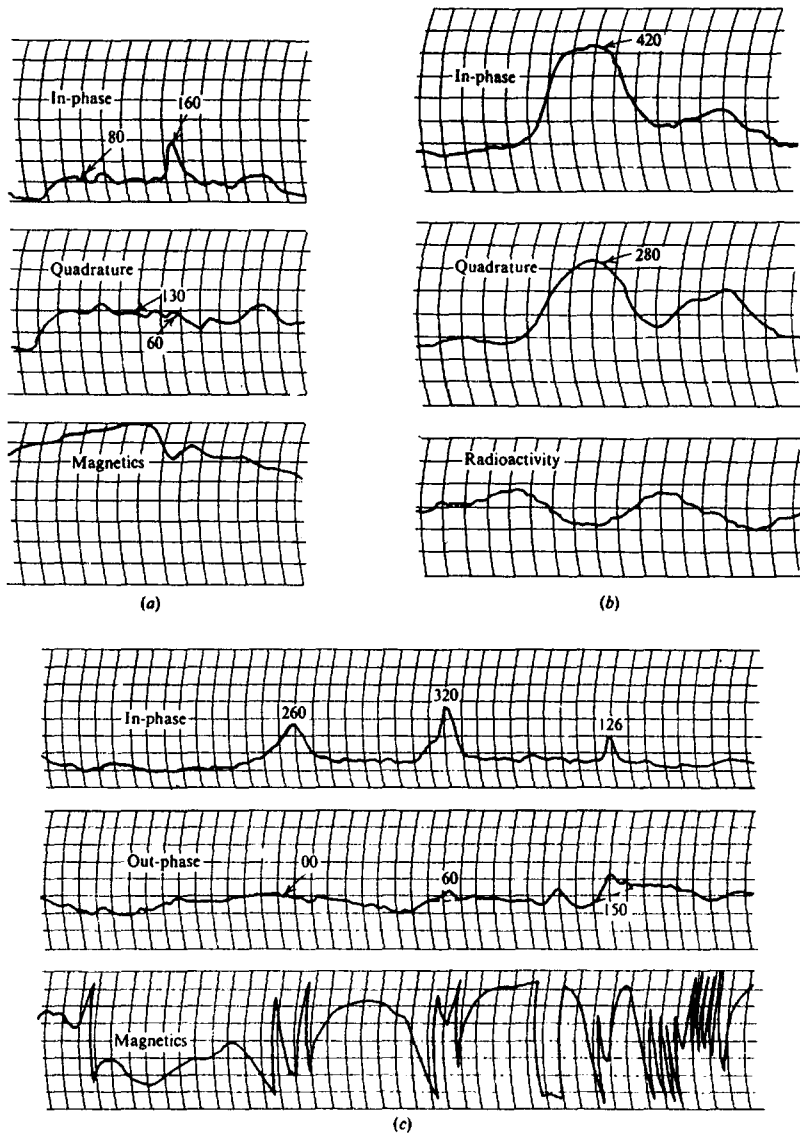 In-phase
160
80
Quadrature
130
60
Magnetics
(a)
420
In-phase
280
Quadrature
Radioactivity
(b)
320
260
In-phase
126
Out-phase
00
60
150
Magnetics
(c)